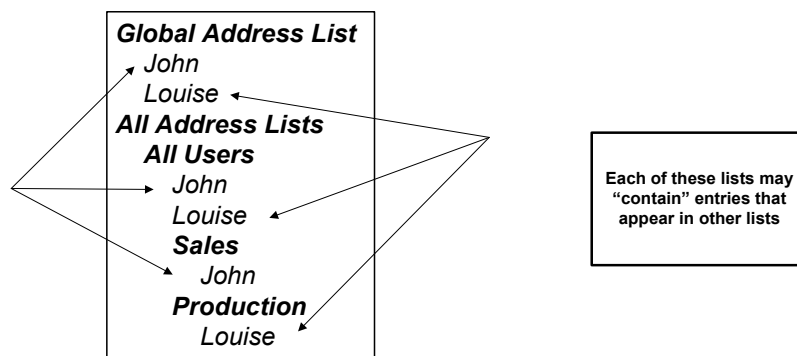 Global Address List
John
Louise
All Address Lists
All Users
John
Louise
Sales
John
Production
Louise
Each of these lists may
“contain” entries that
appear in other lists